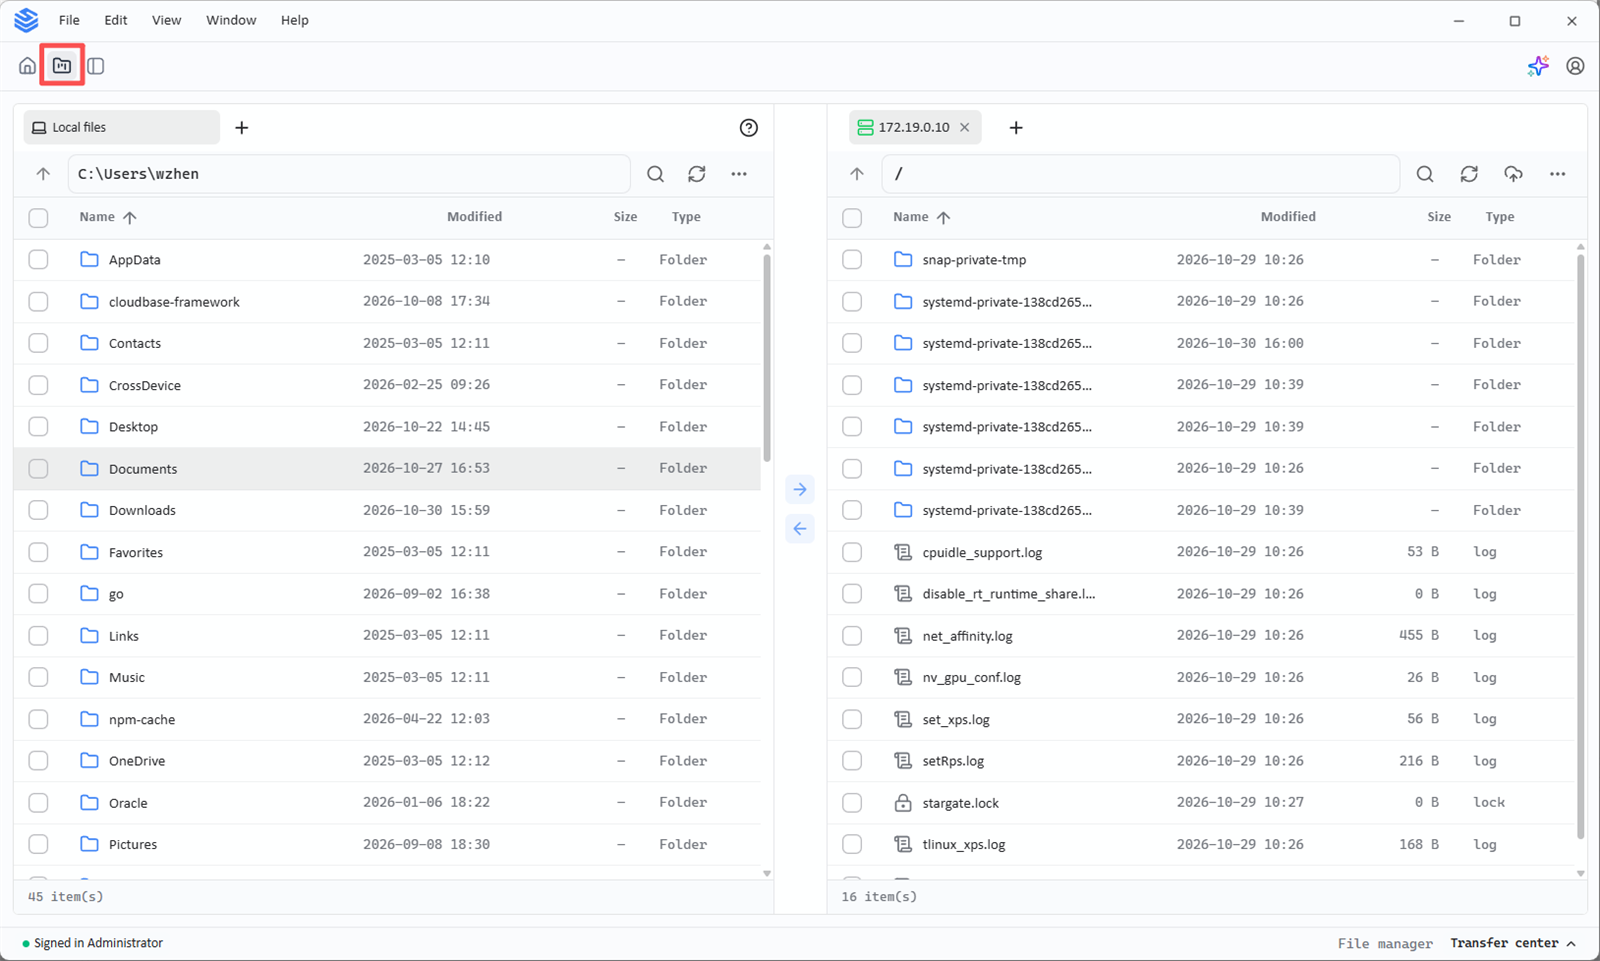 File Edit View Window Help
Local files
C:\Users\wzhen
Name Modified Size Type
AppData 2025-03-05 12:10 – Folder
cloudbase-framework 2026-10-08 17:34 – Folder
Contacts 2025-03-05 12:11 – Folder
CrossDevice 2026-02-25 09:26 – Folder
Desktop 2026-10-22 14:45 – Folder
Documents 2026-10-27 16:53 – Folder
Downloads 2026-10-30 15:59 – Folder
Favorites 2025-03-05 12:11 – Folder
go 2026-09-02 16:38 – Folder
Links 2025-03-05 12:11 – Folder
Music 2025-03-05 12:11 – Folder
npm-cache 2026-04-22 12:03 – Folder
OneDrive 2025-03-05 12:12 – Folder
Oracle 2026-01-06 18:22 – Folder
Pictures 2026-09-08 18:30 – Folder
45 item(s)
172.19.0.10
/
Name Modified Size Type
snap-private-tmp 2026-10-29 10:26 – Folder
systemd-private-138cd265... 2026-10-29 10:26 – Folder
systemd-private-138cd265... 2026-10-30 16:00 – Folder
systemd-private-138cd265... 2026-10-29 10:39 – Folder
systemd-private-138cd265... 2026-10-29 10:39 – Folder
systemd-private-138cd265... 2026-10-29 10:26 – Folder
systemd-private-138cd265... 2026-10-29 10:39 – Folder
cpuidle_support.log 2026-10-29 10:26 53 B log
disable_rt_runtime_share.l... 2026-10-29 10:26 0 B log
net_affinity.log 2026-10-29 10:26 455 B log
nv_gpu_conf.log 2026-10-29 10:26 26 B log
set_xps.log 2026-10-29 10:26 56 B log
setRps.log 2026-10-29 10:26 216 B log
stargate.lock 2026-10-29 10:27 0 B lock
tlinux_xps.log 2026-10-29 10:26 168 B log
16 item(s)
Signed in Administrator
File manager Transfer center